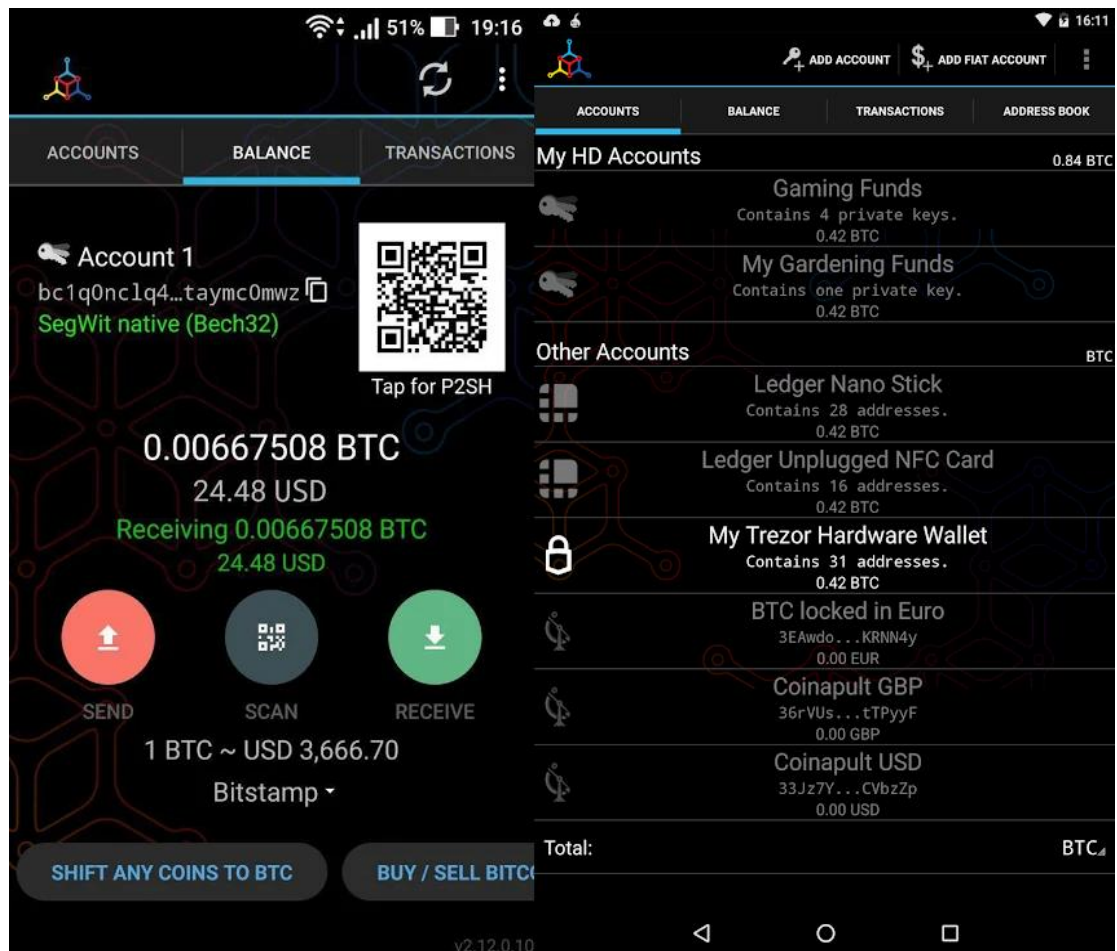 51% 19:16
ACCOUNTS BALANCE TRANSACTIONS
Account 1
bc1q0nclq4…taymc0mwz
SegWit native (Bech32)
Tap for P2SH
0.00667508 BTC
24.48 USD
Receiving 0.00667508 BTC
24.48 USD
SEND SCAN RECEIVE
1 BTC ~ USD 3,666.70
Bitstamp
SHIFT ANY COINS TO BTC BUY / SELL BITCO
v2.12.0.10
16:11
ADD ACCOUNT ADD FIAT ACCOUNT
ACCOUNTS BALANCE TRANSACTIONS ADDRESS BOOK
My HD Accounts 0.84 BTC
Gaming Funds
Contains 4 private keys.
0.42 BTC
My Gardening Funds
Contains one private key.
0.42 BTC
Other Accounts BTC
Ledger Nano Stick
Contains 28 addresses.
0.42 BTC
Ledger Unplugged NFC Card
Contains 16 addresses.
0.42 BTC
My Trezor Hardware Wallet
Contains 31 addresses.
0.42 BTC
BTC locked in Euro
3EAwdo...KRNN4y
0.00 EUR
Coinapult GBP
36rVUs...tTPyyF
0.00 GBP
Coinapult USD
33Jz7Y...CVbzZp
0.00 USD
Total: BTC